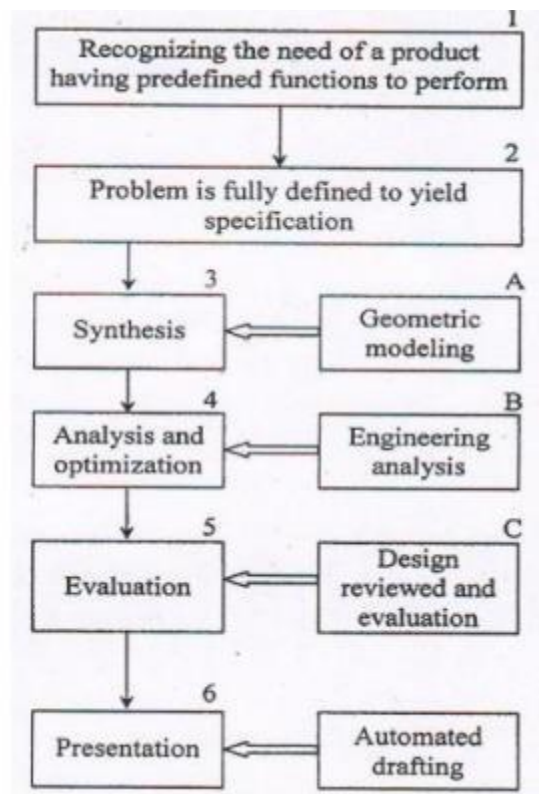 1
Recognizing the need of a product
having predefined functions to perform
2
Problem is fully defined to yield
specification
3
Synthesis
A
Geometric
modeling
4
Analysis and
optimization
B
Engineering
analysis
5
Evaluation
C
Design
reviewed and
evaluation
6
Presentation
Automated
drafting